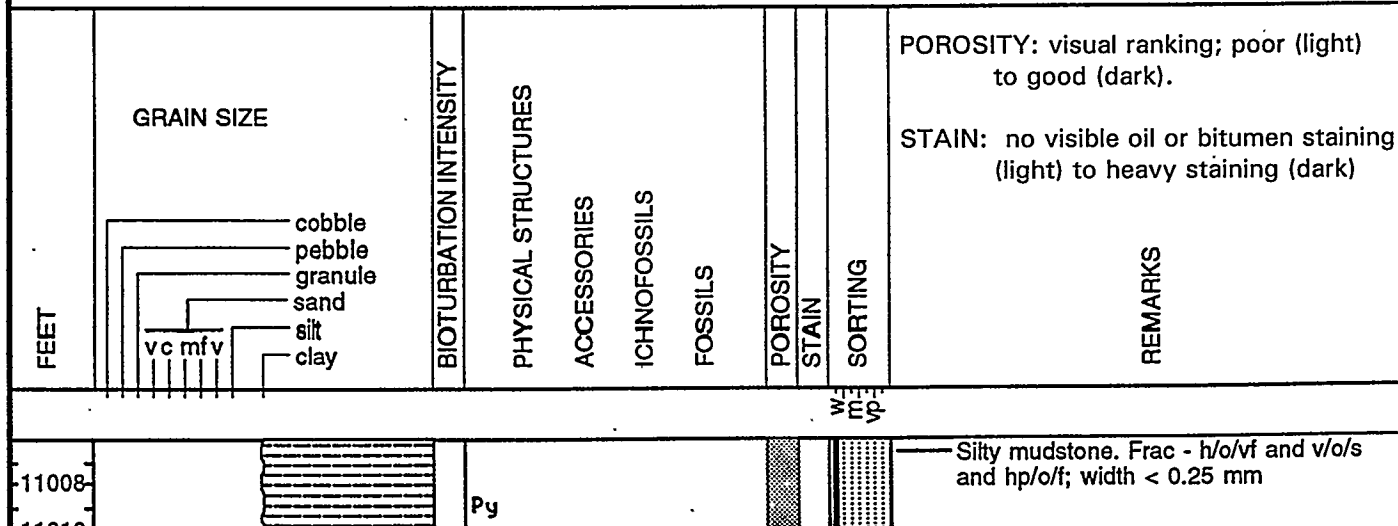 FEET
GRAIN SIZE
cobble
pebble
granule
sand
silt
clay
v c m f v
BIOTURBATION INTENSITY
PHYSICAL STRUCTURES
ACCESSORIES
ICHNOFOSSILS
FOSSILS
POROSITY
STAIN
SORTING
w m vp
POROSITY: visual ranking; poor (light)
to good (dark).
STAIN: no visible oil or bitumen staining
(light) to heavy staining (dark)
REMARKS
11008
Py
Silty mudstone. Frac - h/o/vf and v/o/s
and hp/o/f; width < 0.25 mm